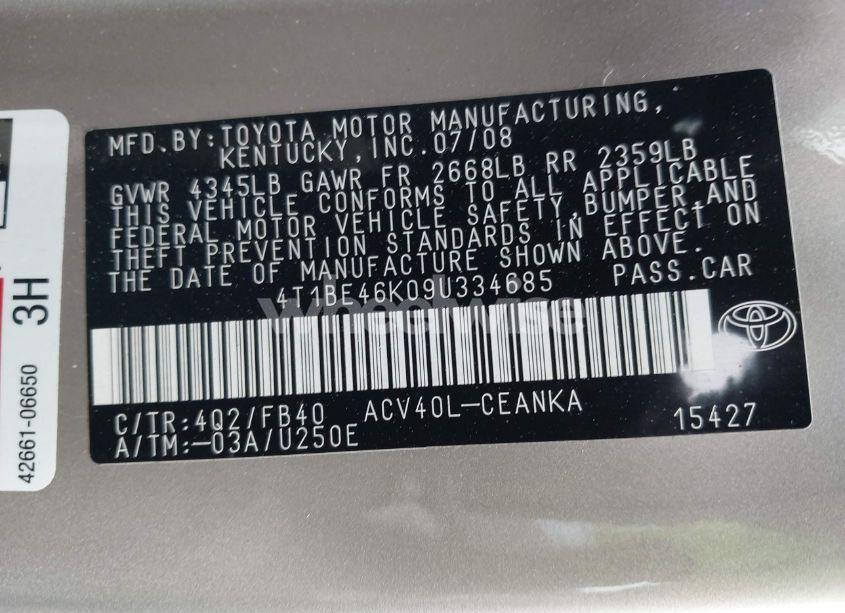 MFD.BY:TOYOTA MOTOR MANUFACTURING,
KENTUCKY,INC.07/08
GVWR 4345LB GAWR FR 2668LB RR 2359LB
THIS VEHICLE CONFORMS TO ALL APPLICABLE
FEDERAL MOTOR VEHICLE SAFETY,BUMPER,AND
THEFT PREVENTION STANDARDS IN EFFECT ON
THE DATE OF MANUFACTURE SHOWN ABOVE.
4T1BE46K09U334685 PASS.CAR
wheelwise
C/TR:4Q2/FB40 ACV40L-CEANKA
A/TM:-03A/U250E 15427
3H
42661-06650